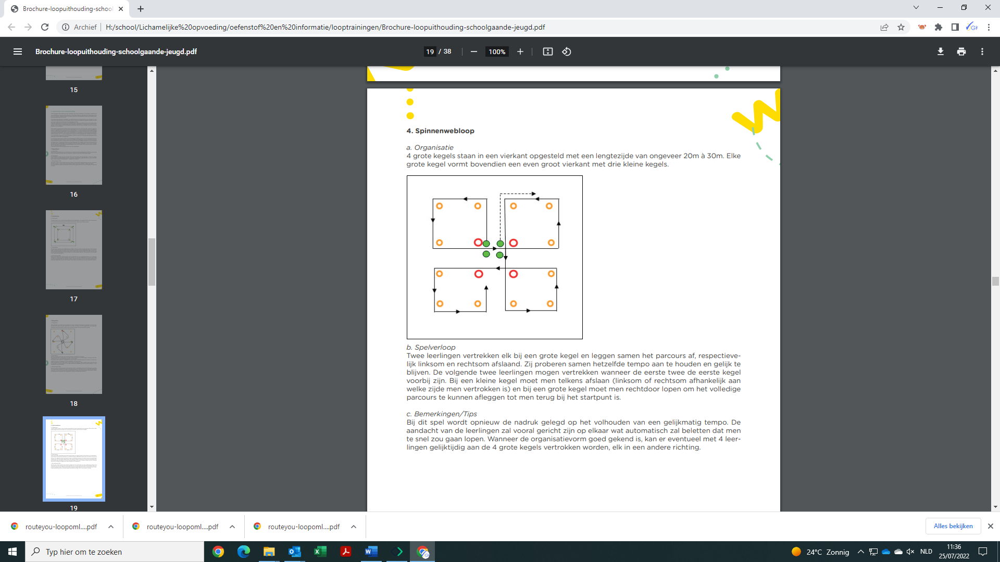 Brochure-loopuithouding-school
Archief
H:/school/Lichamelijke%20opvoeding/oefenstof%20en%20informatie/looptrainingen/Brochure-loopuithouding-schoolgaande-jeugd.pdf
Brochure-loopuithouding-schoolgaande-jeugd.pdf
19 / 38
100%
15
16
17
18
19
4. Spinnenwebloop
a. Organisatie
4 grote kegels staan in een vierkant opgesteld met een lengtezijde van ongeveer 20m à 30m. Elke
grote kegel vormt bovendien een even groot vierkant met drie kleine kegels.
b. Spelverloop
Twee leerlingen vertrekken elk bij een grote kegel en leggen samen het parcours af, respectieve-
lijk linksom en rechtsom afslaand. Zij proberen samen hetzelfde tempo aan te houden en gelijk te
blijven. De volgende twee leerlingen mogen vertrekken wanneer de eerste twee de eerste kegel
voorbij zijn. Bij een kleine kegel moet men telkens afslaan (linksom of rechtsom afhankelijk aan
welke zijde men vertrokken is) en bij een grote kegel moet men rechtdoor lopen om het volledige
parcours te kunnen afleggen tot men terug bij het startpunt is.
c. Bemerkingen/Tips
Bij dit spel wordt opnieuw de nadruk gelegd op het volhouden van een gelijkmatig tempo. De
aandacht van de leerlingen zal vooral gericht zijn op elkaar wat automatisch zal beletten dat men
te snel zou gaan lopen. Wanneer de organisatievorm goed gekend is, kan er eventueel met 4 leer-
lingen gelijktijdig aan de 4 grote kegels vertrokken worden, elk in een andere richting.
routeyou-loopoml....pdf
routeyou-loopoml....pdf
routeyou-loopoml....pdf
Alles bekijken
Typ hier om te zoeken
24°C Zonnig
NLD
11:36
25/07/2022